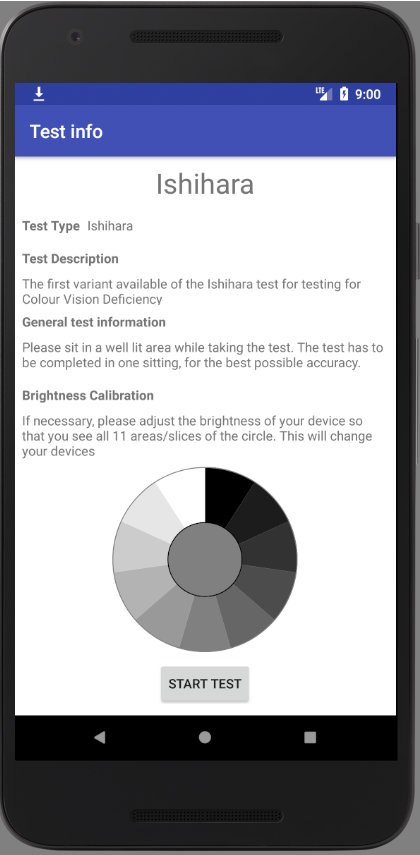 LTE 9:00
Test info
Ishihara
Test Type Ishihara
Test Description
The first variant available of the Ishihara test for testing for
Colour Vision Deficiency
General test information
Please sit in a well lit area while taking the test. The test has to
be completed in one sitting, for the best possible accuracy.
Brightness Calibration
If necessary, please adjust the brightness of your device so
that you see all 11 areas/slices of the circle. This will change
your devices
START TEST